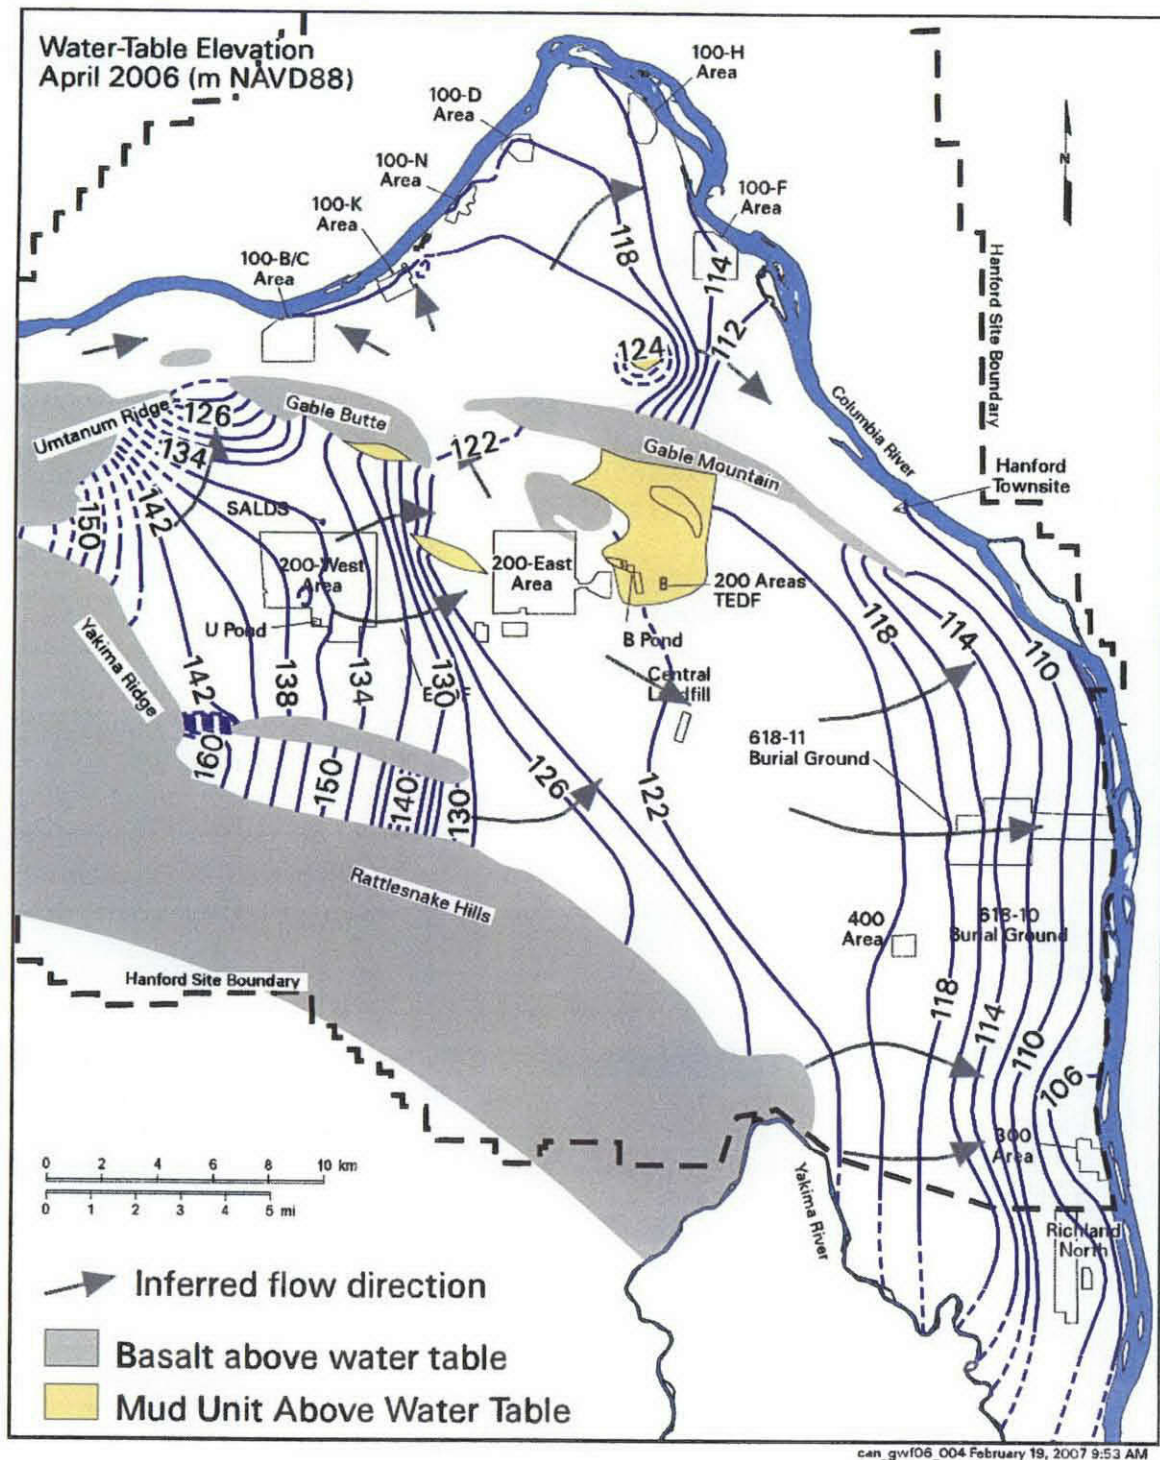 Water-Table Elevation
April 2006 (m NAVD88)
100-H
Area
100-D
Area
100-N
Area
100-K
Area
100-F
Area
100-B/C
Area
N
118
114
112
124
Hanford Site Boundary
Columbia River
Umtanum Ridge
126
134
Gable Butte
122
Gable Mountain
Hanford
Townsite
150
142
SALDS
200-West
Area
200-East
Area
200 Areas
TEDF
U Pond
B Pond
118
114
110
Yakima Ridge
142
138
134
130
Central
Landfill
618-11
Burial Ground
160
150
140
130
126
122
Rattlesnake Hills
400
Area
618-10
Burial Ground
Hanford Site Boundary
118
114
110
106
300
Area
Yakima River
Richland
North
0 2 4 6 8 10 km
0 1 2 3 4 5 mi
Inferred flow direction
Basalt above water table
Mud Unit Above Water Table
can_gwf06_004 February 19, 2007 9:53 AM